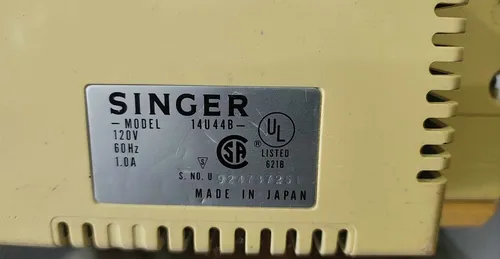 SINGER
-MODEL 14U44B-
120V
60Hz
1.0A
UL
LISTED
621B
S. NO. U
MADE IN JAPAN